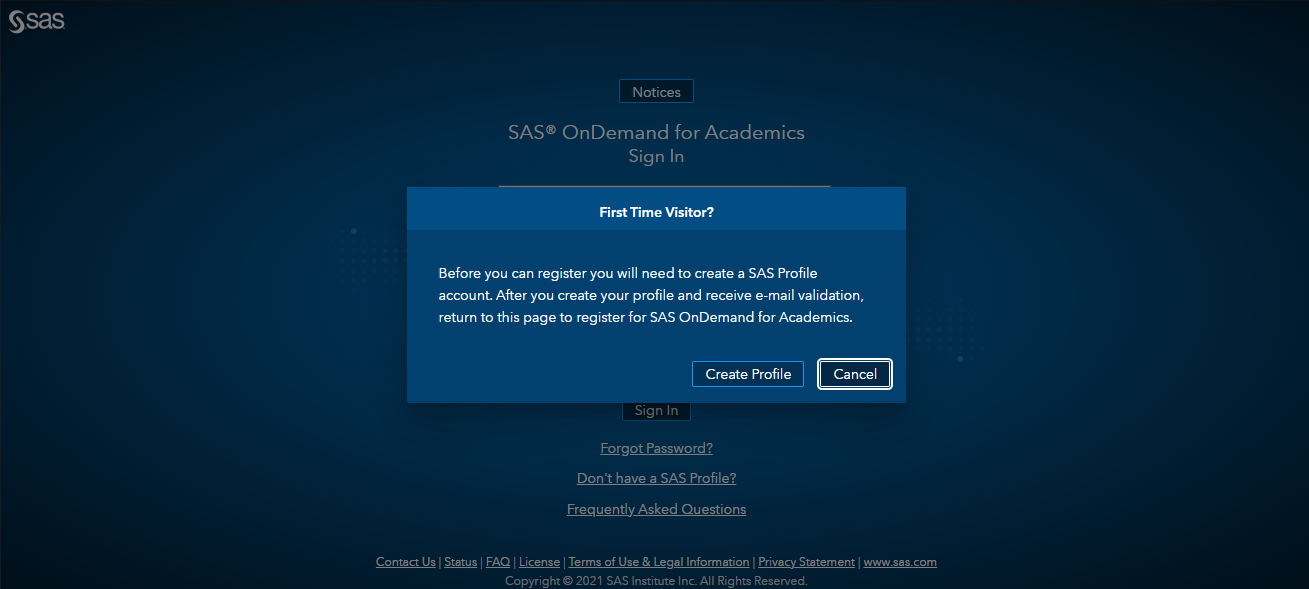 sas
Notices
SAS® OnDemand for Academics
Sign In
First Time Visitor?
Before you can register you will need to create a SAS Profile
account. After you create your profile and receive e-mail validation,
return to this page to register for SAS OnDemand for Academics.
Create Profile Cancel
Sign In
Forgot Password?
Don't have a SAS Profile?
Frequently Asked Questions
Contact Us | Status | FAQ | License | Terms of Use & Legal Information | Privacy Statement | www.sas.com
Copyright © 2021 SAS Institute Inc. All Rights Reserved.